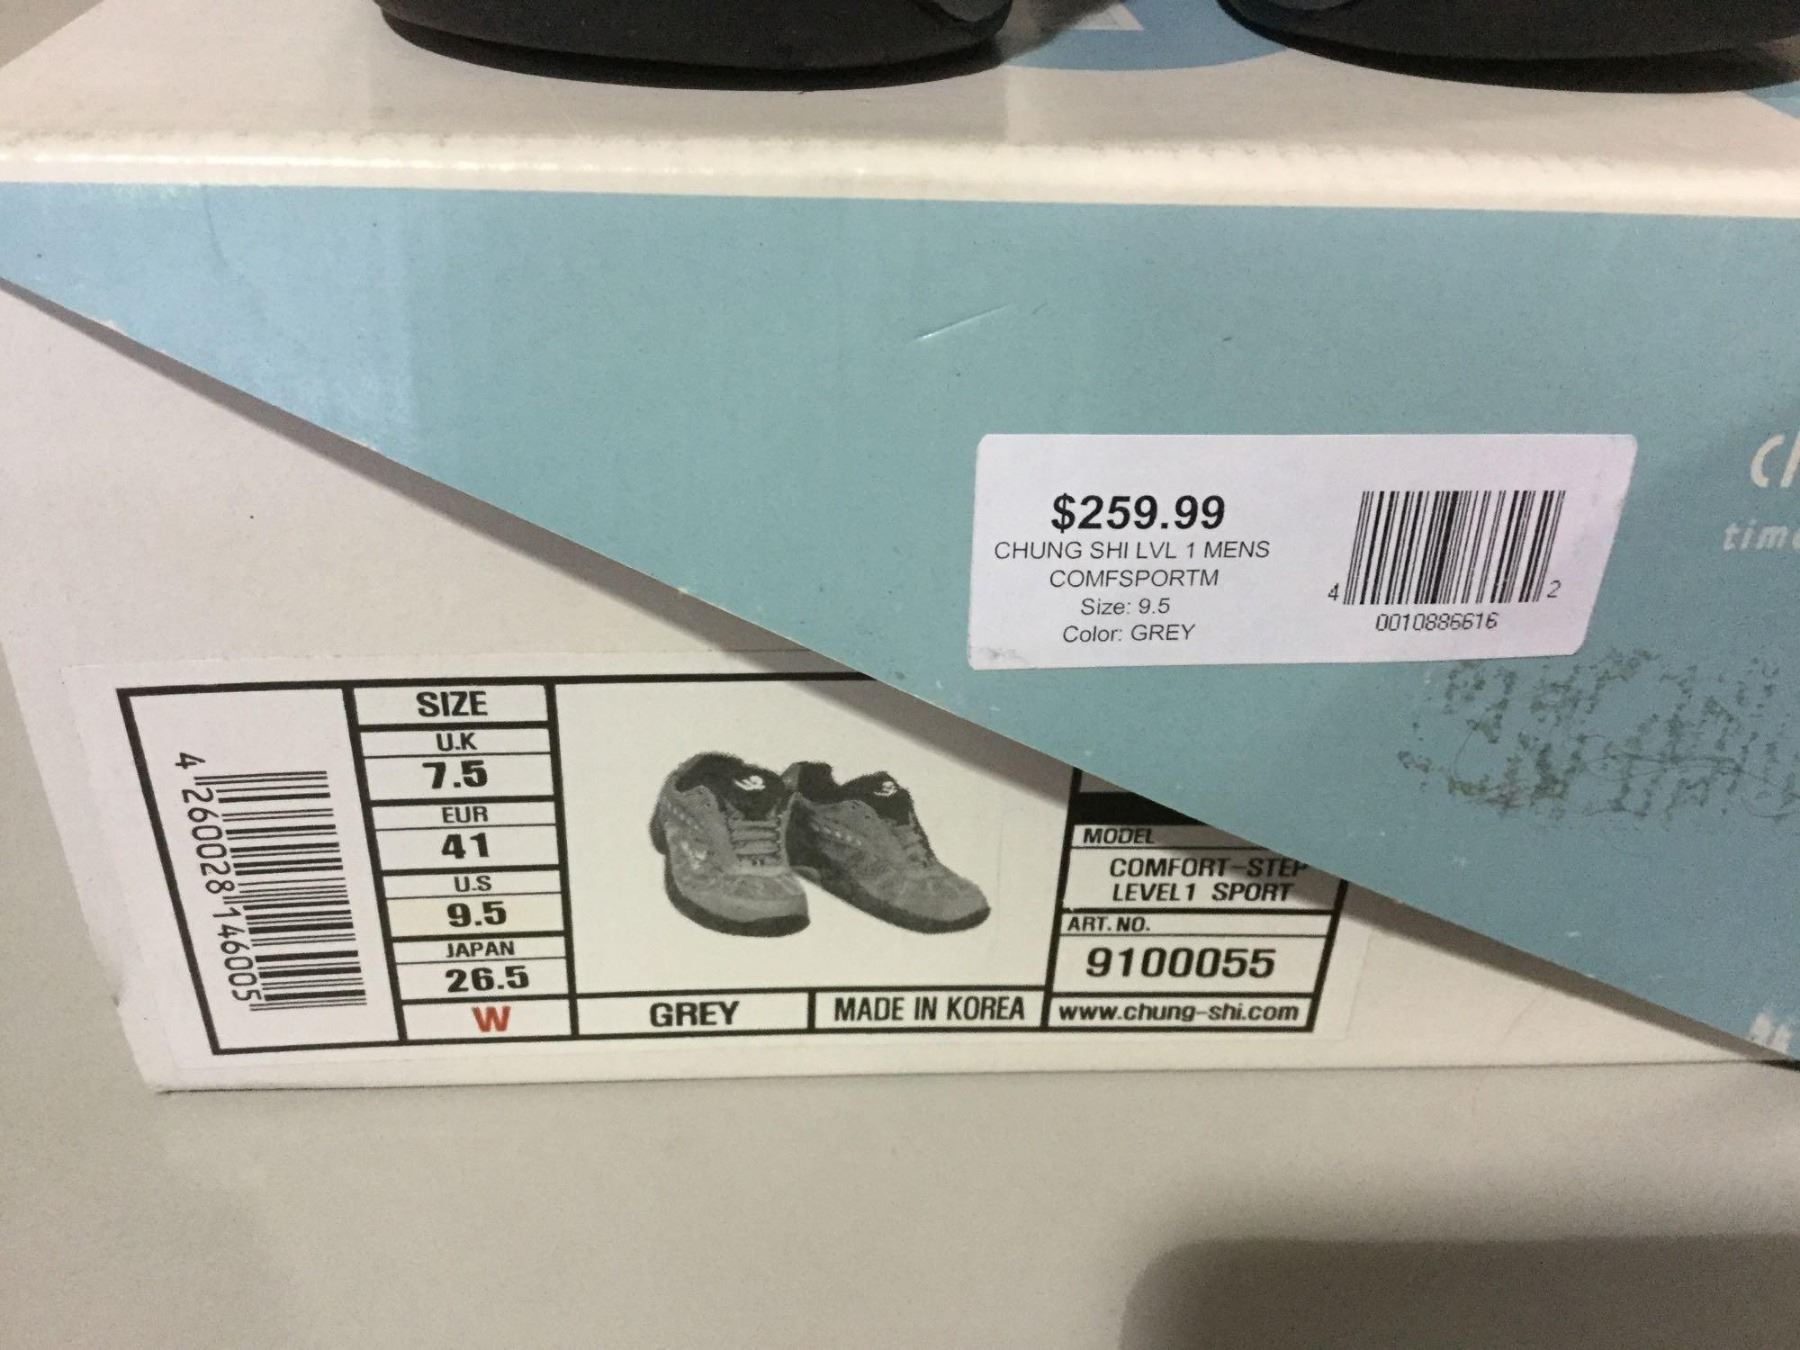 $259.99
CHUNG SHI LVL 1 MENS
COMFSPORTM
Size: 9.5
Color: GREY
4 0010886616 2
SIZE
U.K
7.5
EUR
41
U.S
9.5
JAPAN
26.5
W
4 260028 146005
GREY
MADE IN KOREA
MODEL
COMFORT-STEP
LEVEL1 SPORT
ART. NO.
9100055
www.chung-shi.com